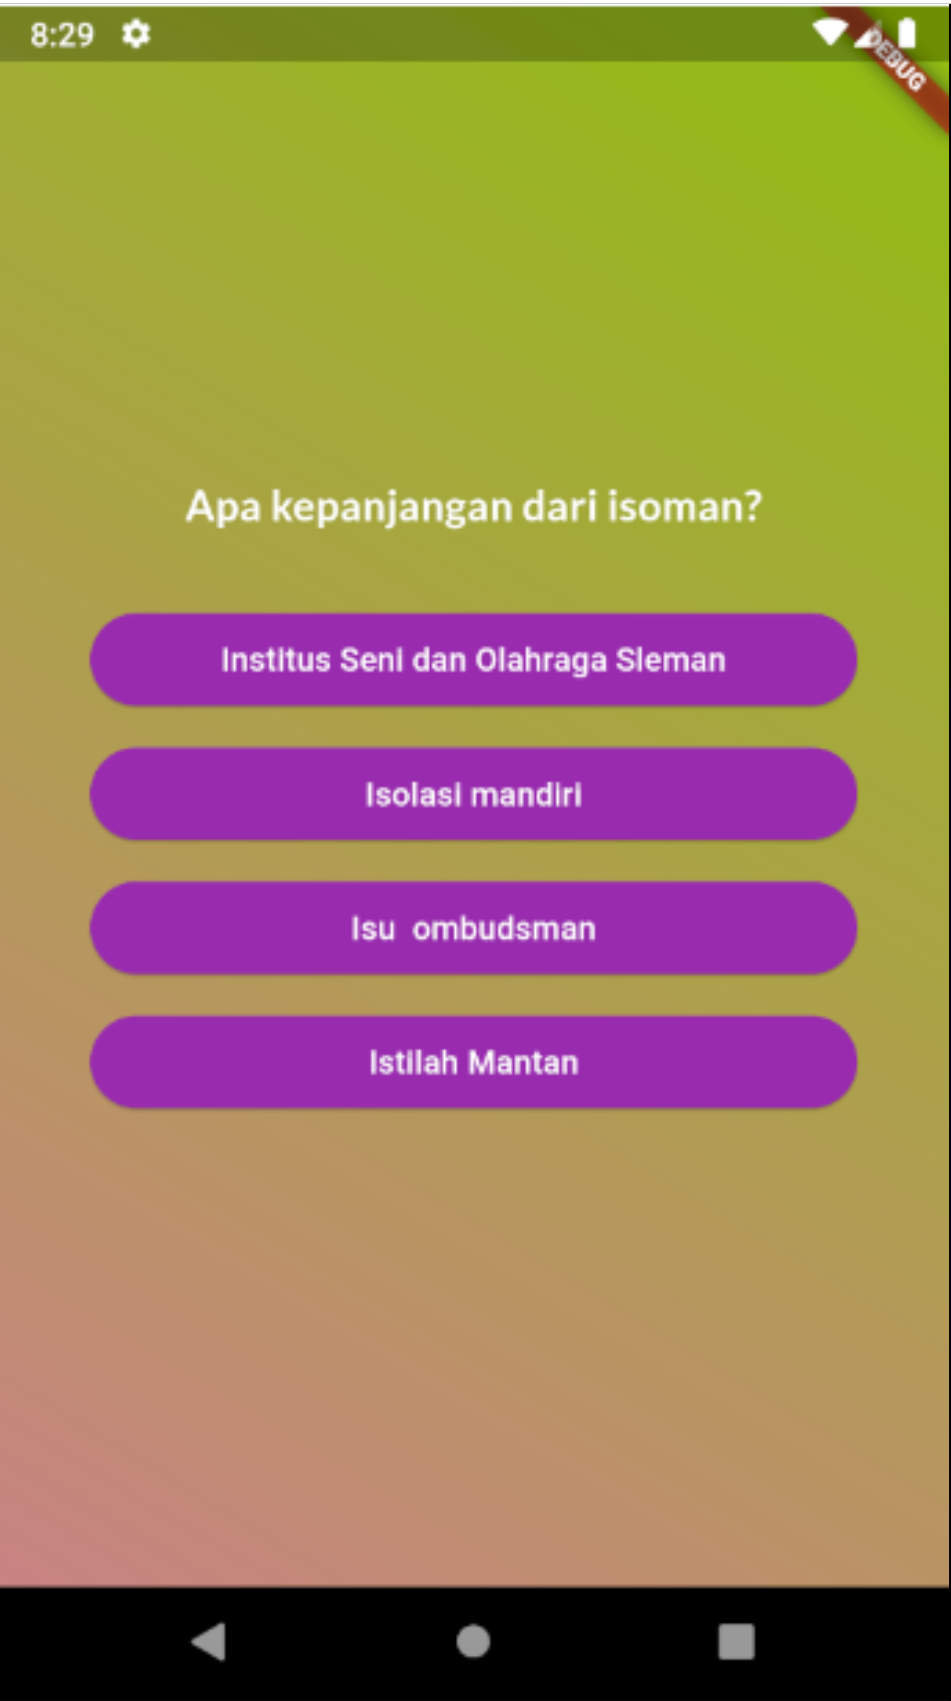 8:29
DEBUG
Apa kepanjangan dari isoman?
Institus Seni dan Olahraga Sleman
Isolasi mandiri
Isu  ombudsman
Istilah Mantan